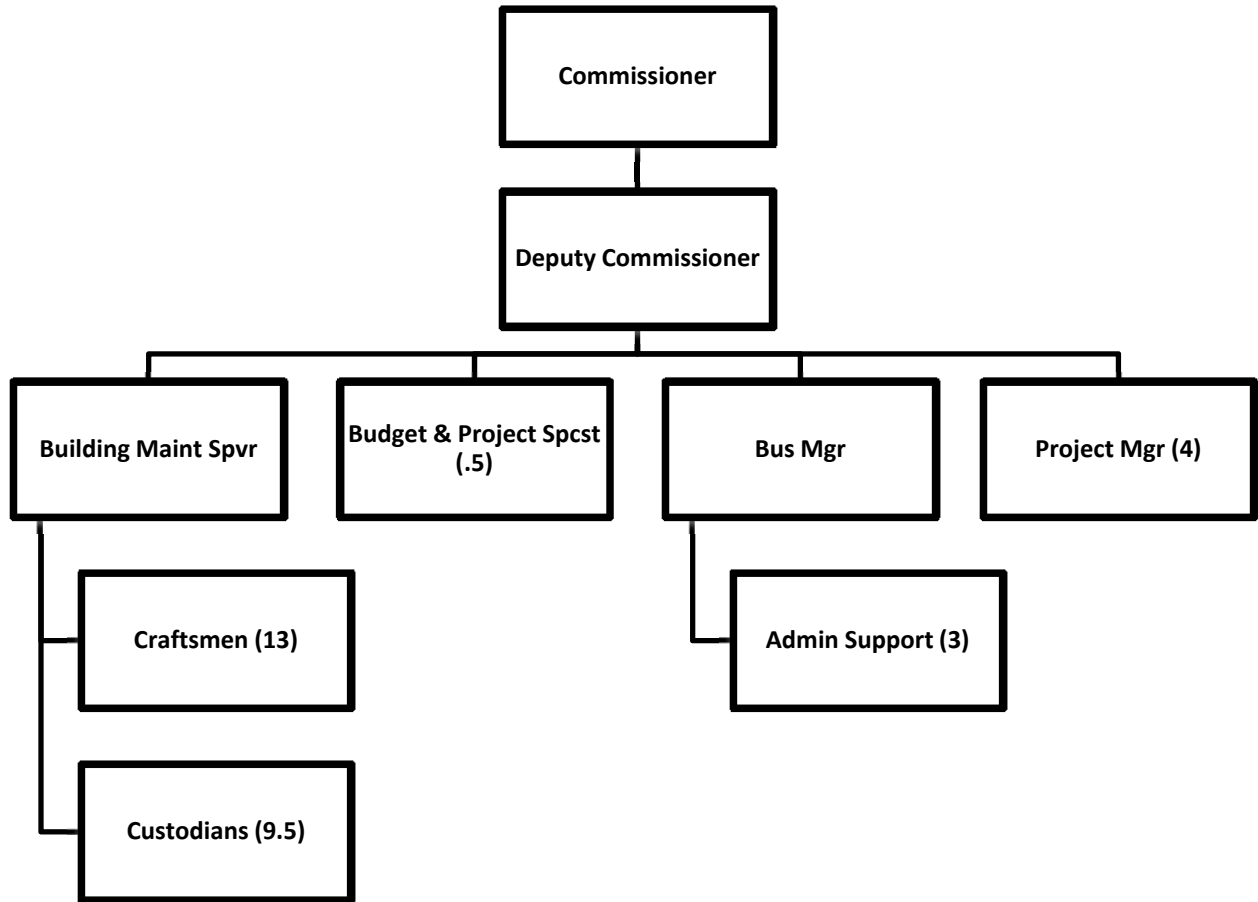 Commissioner
Deputy Commissioner
Building Maint Spvr
Budget & Project Spcst
(.5)
Bus Mgr
Project Mgr (4)
Craftsmen (13)
Admin Support (3)
Custodians (9.5)